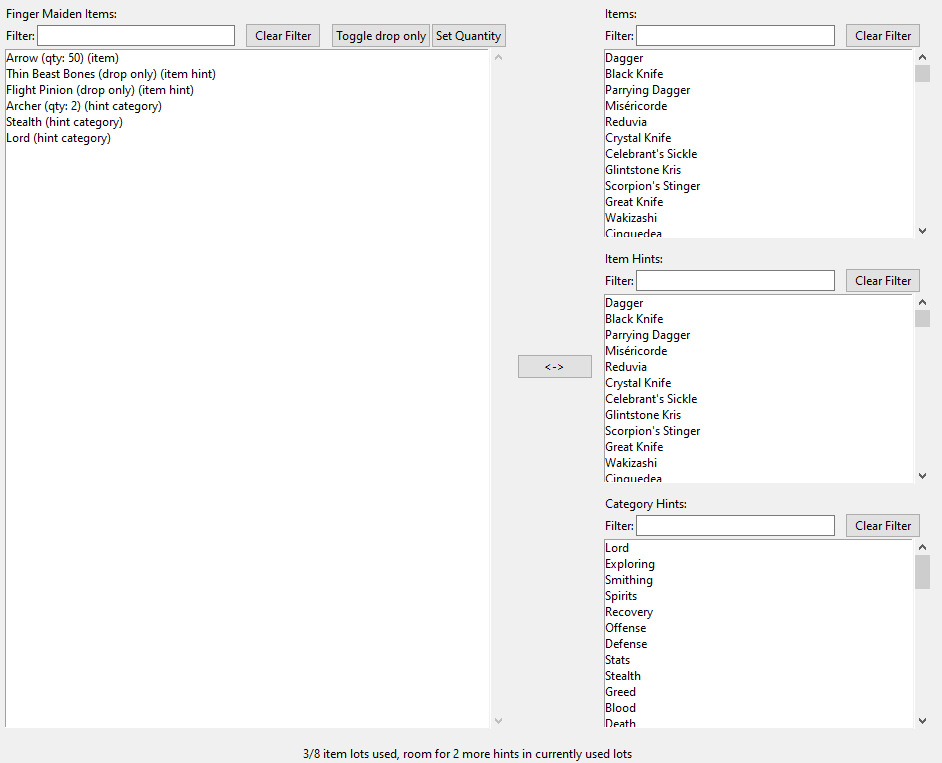 Finger Maiden Items:
Filter: Clear Filter Toggle drop only Set Quantity
Arrow (qty: 50) (item)
Thin Beast Bones (drop only) (item hint)
Flight Pinion (drop only) (item hint)
Archer (qty: 2) (hint category)
Stealth (hint category)
Lord (hint category)
<->
Items:
Filter: Clear Filter
Dagger
Black Knife
Parrying Dagger
Miséricorde
Reduvia
Crystal Knife
Celebrant's Sickle
Glintstone Kris
Scorpion's Stinger
Great Knife
Wakizashi
Cinquedea
Item Hints:
Filter: Clear Filter
Dagger
Black Knife
Parrying Dagger
Miséricorde
Reduvia
Crystal Knife
Celebrant's Sickle
Glintstone Kris
Scorpion's Stinger
Great Knife
Wakizashi
Cinquedea
Category Hints:
Filter: Clear Filter
Lord
Exploring
Smithing
Spirits
Recovery
Offense
Defense
Stats
Stealth
Greed
Blood
Death
3/8 item lots used, room for 2 more hints in currently used lots